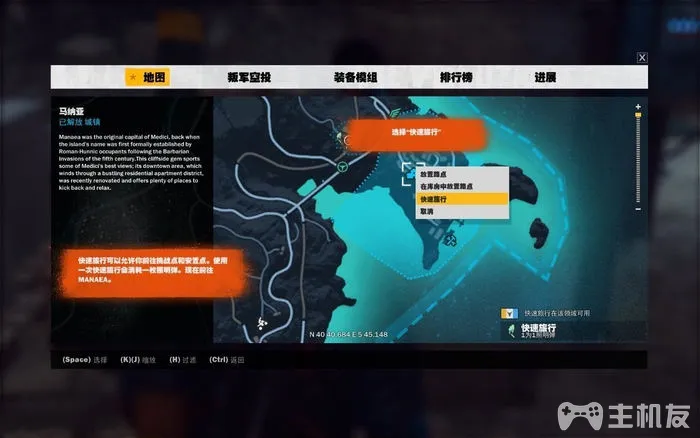 X
地图
叛军空投
装备模组
排行榜
进展
马纳亚
已解放 城镇
Manaea was the original capital of Medici, back when
the island's name was first formally established by
Roman-Hunnic occupents following the Barbarian
Invasions of the fifth century.This cliffside gem sports
some of Medici's best views; its downtown area, which
winds through a bustling residential apartment district,
was recently renovated and offers plenty of places to
kick back and relax.
选择“快速旅行”
放置路点
在库房中放置路点
快速旅行
取消
快速旅行可以允许你前往挑战点和安置点。使用
一次快速旅行会消耗一枚照明弹。现在前往
MANAEA。
快速旅行在该领域可用
快速旅行
1为1照明弹
N 40 40.684 E 5 45.148
(Space) 选择
(K)(J) 缩放
(H) 过滤
(Ctrl) 返回
主机友